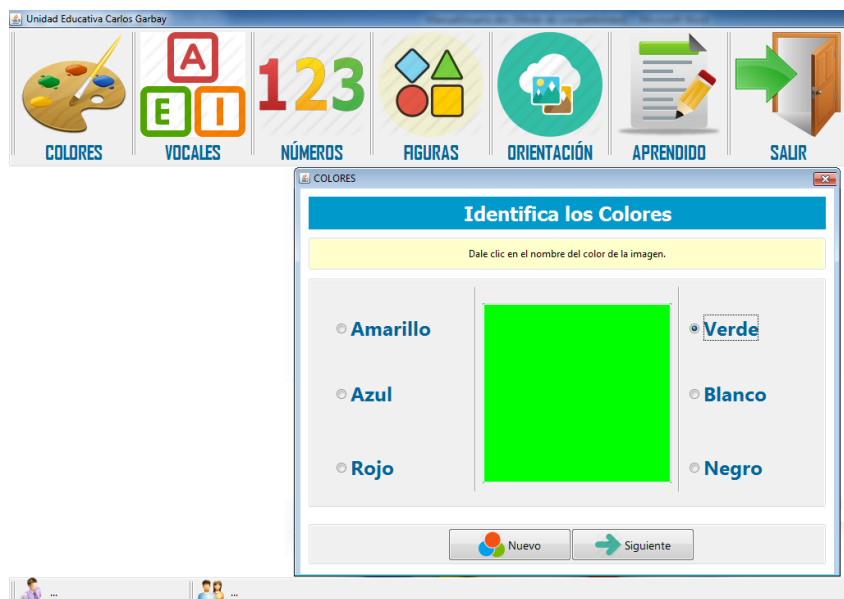 Unidad Educativa Carlos Garbay
A
E I
123
COLORES VOCALES NÚMEROS FIGURAS ORIENTACIÓN APRENDIDO SALIR
COLORES
Identifica los Colores
Dale clic en el nombre del color de la imagen.
Amarillo Verde
Azul Blanco
Rojo Negro
Nuevo Siguiente
... ...